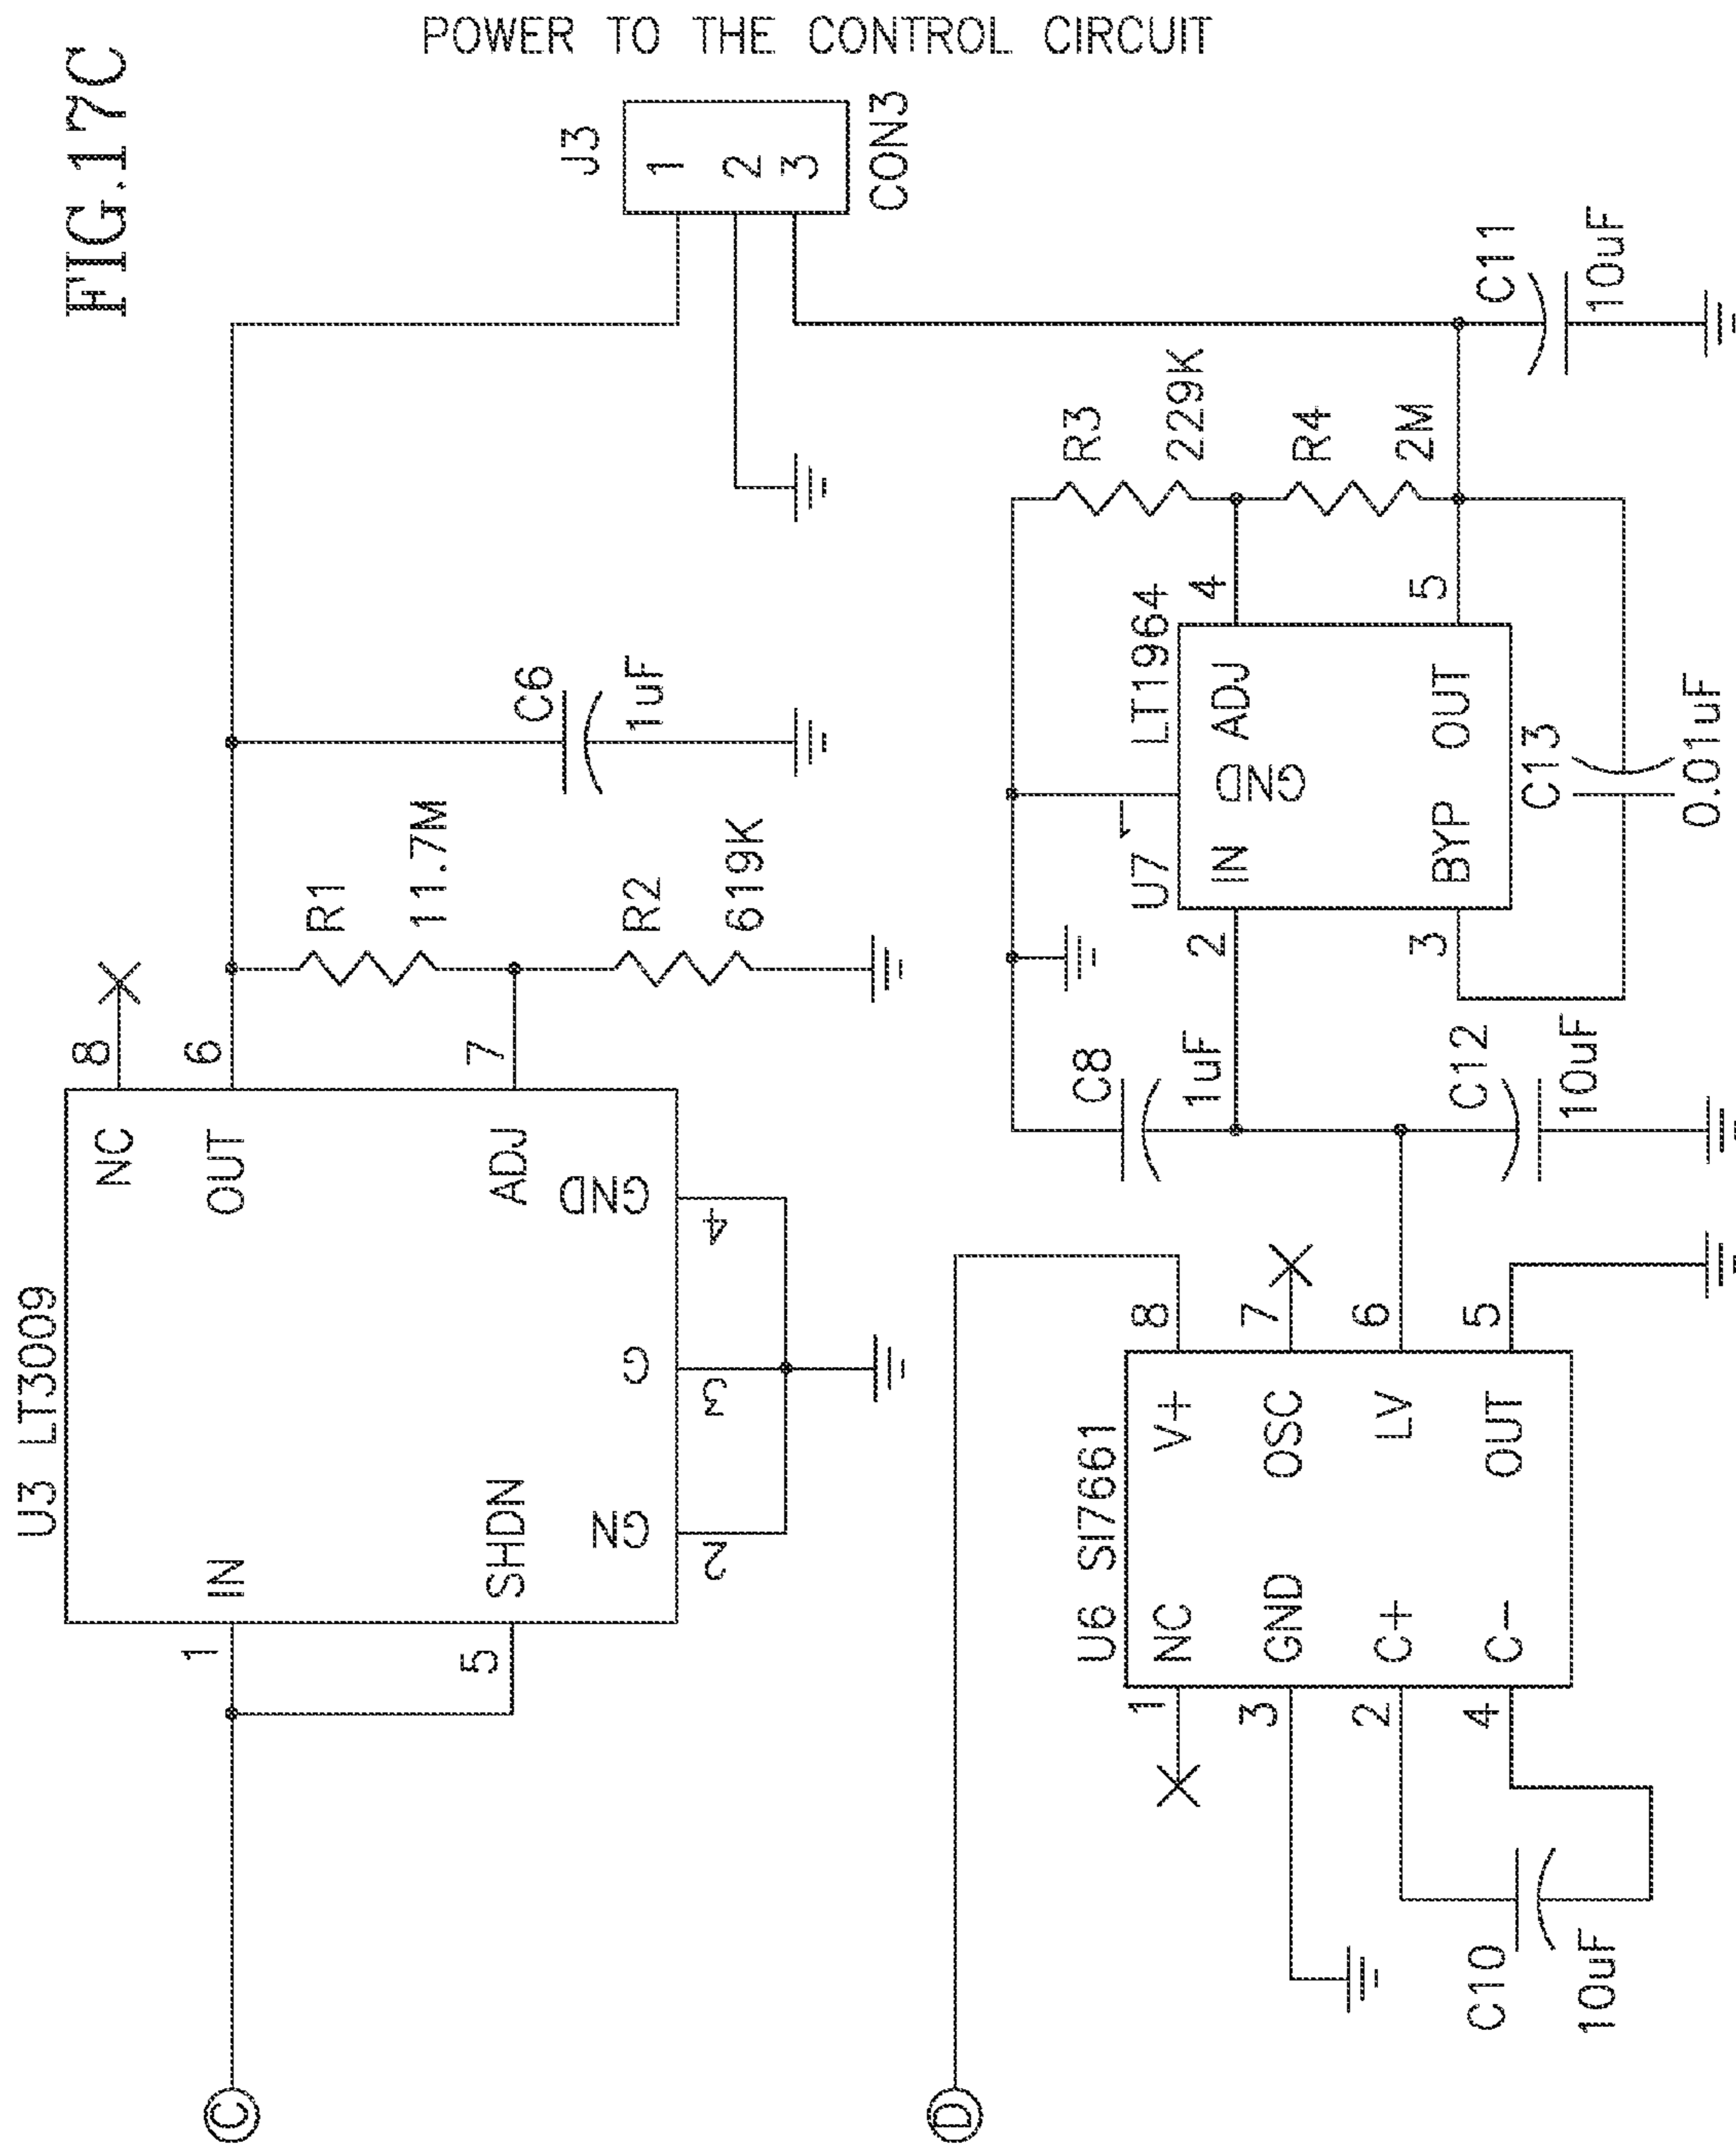 FIG.17C
POWER TO THE CONTROL CIRCUIT
J3
1
2
3
CON3
U3 LT3009
NC
8
OUT
6
ADJ
7
IN
1
SHDN
5
GN
2
G
3
GND
4
R1
11.7M
R2
619K
C6
1uF
C
D
U6 SI7661
NC
1
GND
3
C+
2
C-
4
V+
8
OSC
7
LV
6
OUT
5
C10
10uF
C8
1uF
C12
10uF
U7
LT1964
1
IN
2
GND
ADJ
4
BYP
3
OUT
5
C13
0.01uF
R3
229K
R4
2M
C11
10uF